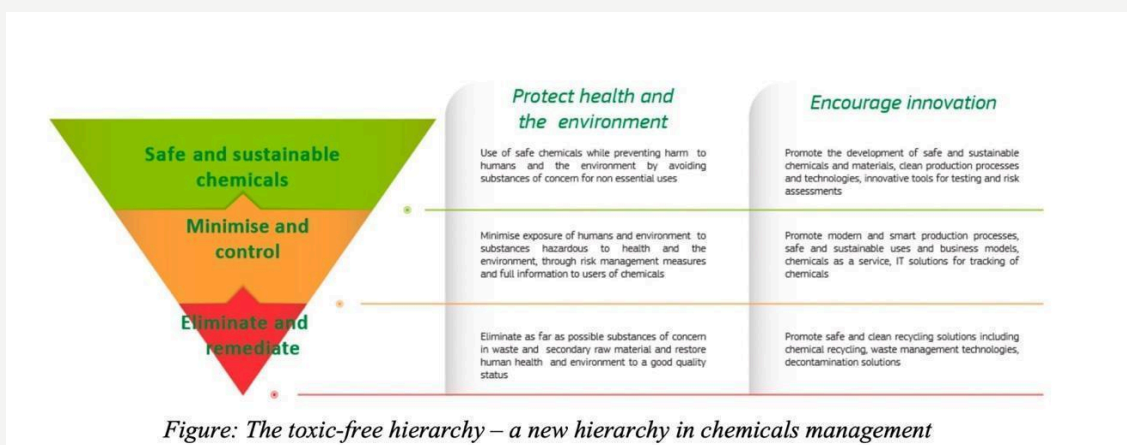 Safe and sustainable
chemicals
Minimise and
control
Eliminate and
remediate
Protect health and
the environment
Use of safe chemicals while preventing harm to
humans and the environment by avoiding
substances of concern for non essential uses
Minimise exposure of humans and environment to
substances hazardous to health and the
environment, through risk management measures
and full information to users of chemicals
Eliminate as far as possible substances of concern
in waste and secondary raw material and restore
human health and environment to a good quality
status
Encourage innovation
Promote the development of safe and sustainable
chemicals and materials, clean production processes
and technologies, innovative tools for testing and risk
assessments
Promote modern and smart production processes,
safe and sustainable uses and business models,
chemicals as a service, IT solutions for tracking of
chemicals
Promote safe and clean recycling solutions including
chemical recycling, waste management technologies,
decontamination solutions
Figure: The toxic-free hierarchy – a new hierarchy in chemicals management